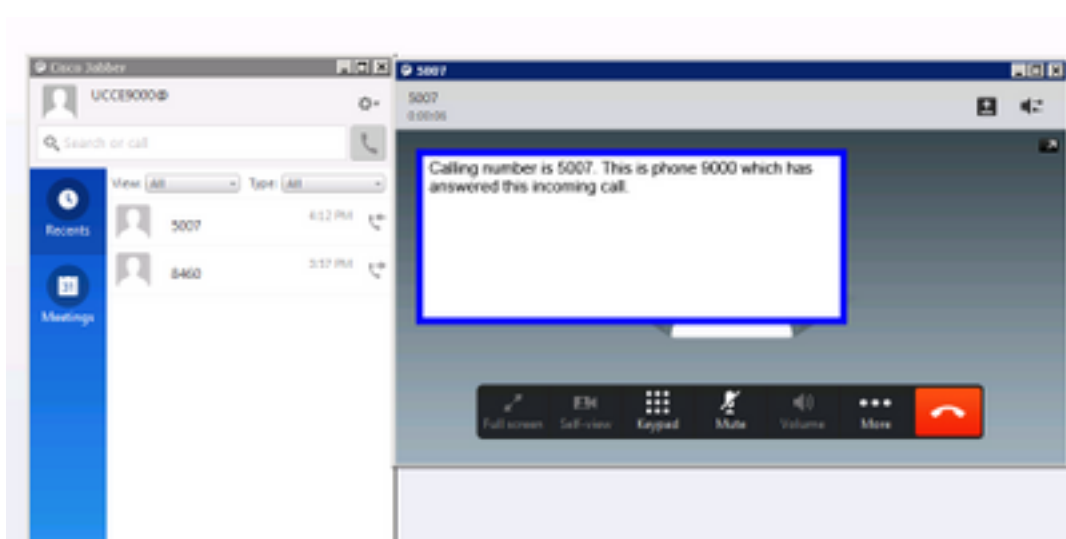 Cisco Jabber
UCCE9000@
Search or call
View: All Type: All
Recents
5007 4:12 PM
8460 3:57 PM
31
Meetings
5007
5007
0:00:06
Calling number is 5007. This is phone 9000 which has
answered this incoming call.
Full screen Self-view Keypad Mute Volume More